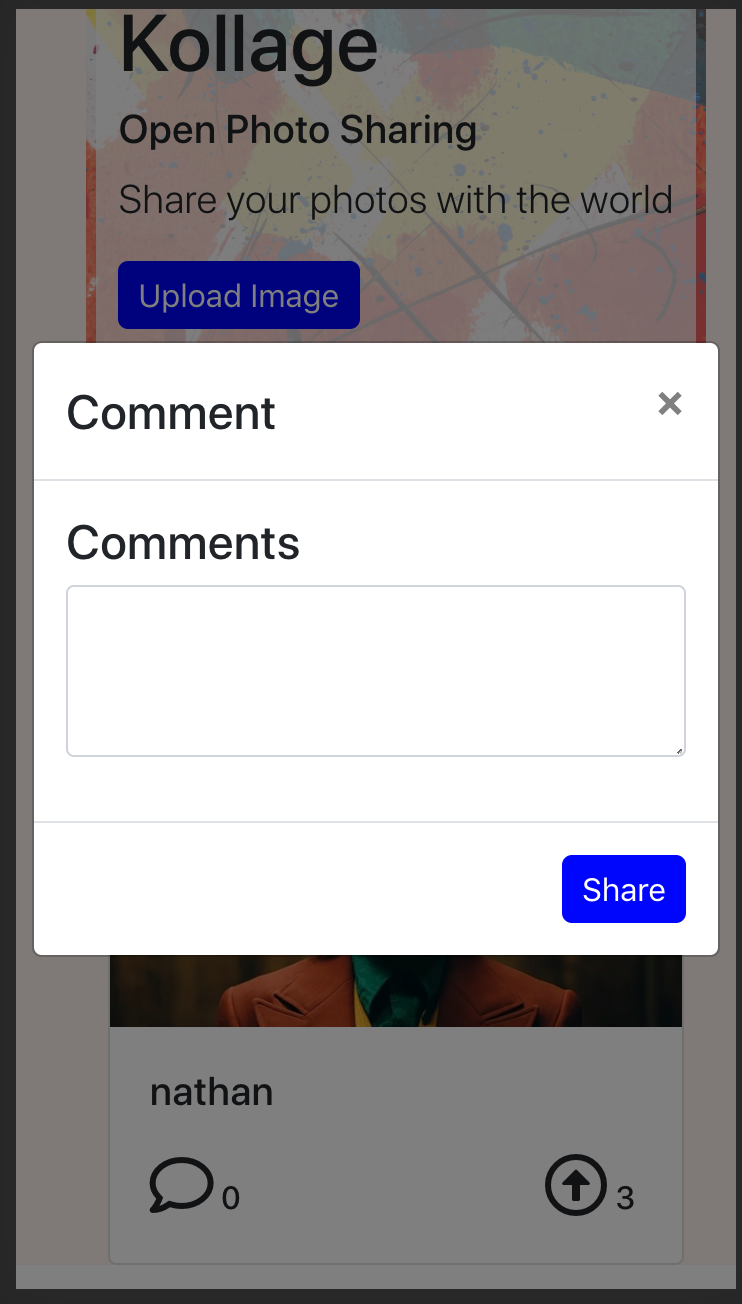 Kollage
Open Photo Sharing
Share your photos with the world
Upload Image
Comment
×
Comments
Share
nathan
0
3